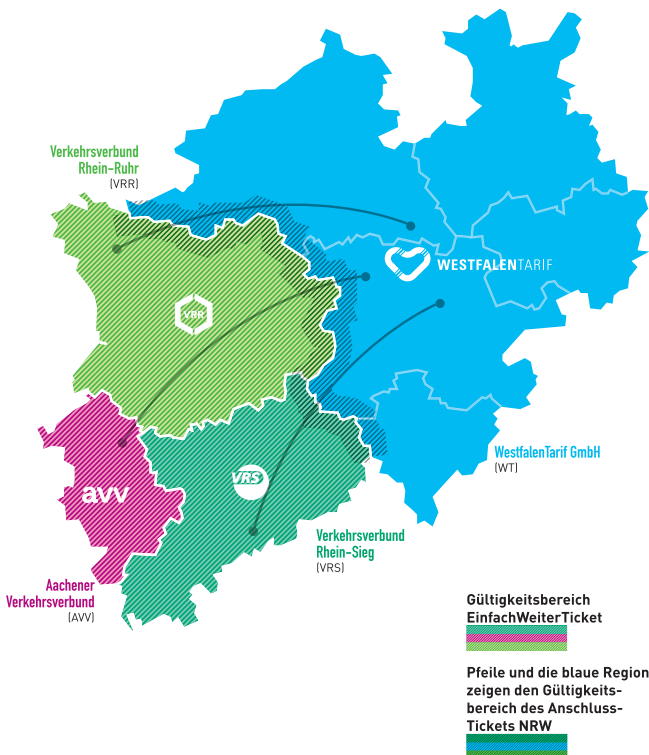 Verkehrsverbund
Rhein-Ruhr
(VRR)
WESTFALENTARIF
VRR
WestfalenTarif GmbH
(WT)
avv
VRS
Verkehrsverbund
Rhein-Sieg
(VRS)
Aachener
Verkehrsverbund
(AVV)
Gültigkeitsbereich
EinfachWeiterTicket
Pfeile und die blaue Region
zeigen den Gültigkeits-
bereich des Anschluss-
Tickets NRW